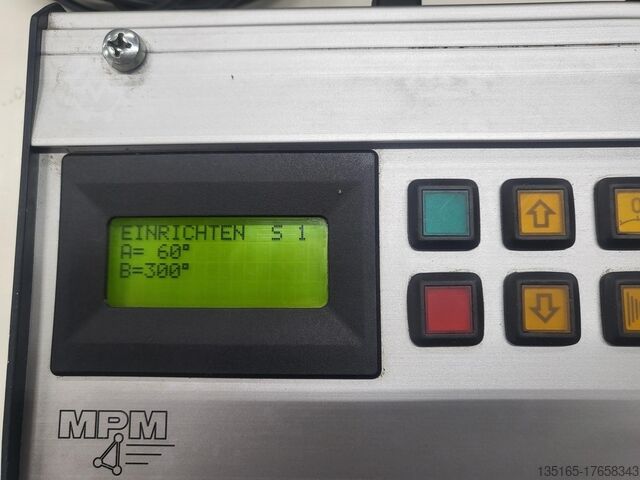 EINRICHTEN S 1
A= 60°
B=300°
MPM
135165-17658343